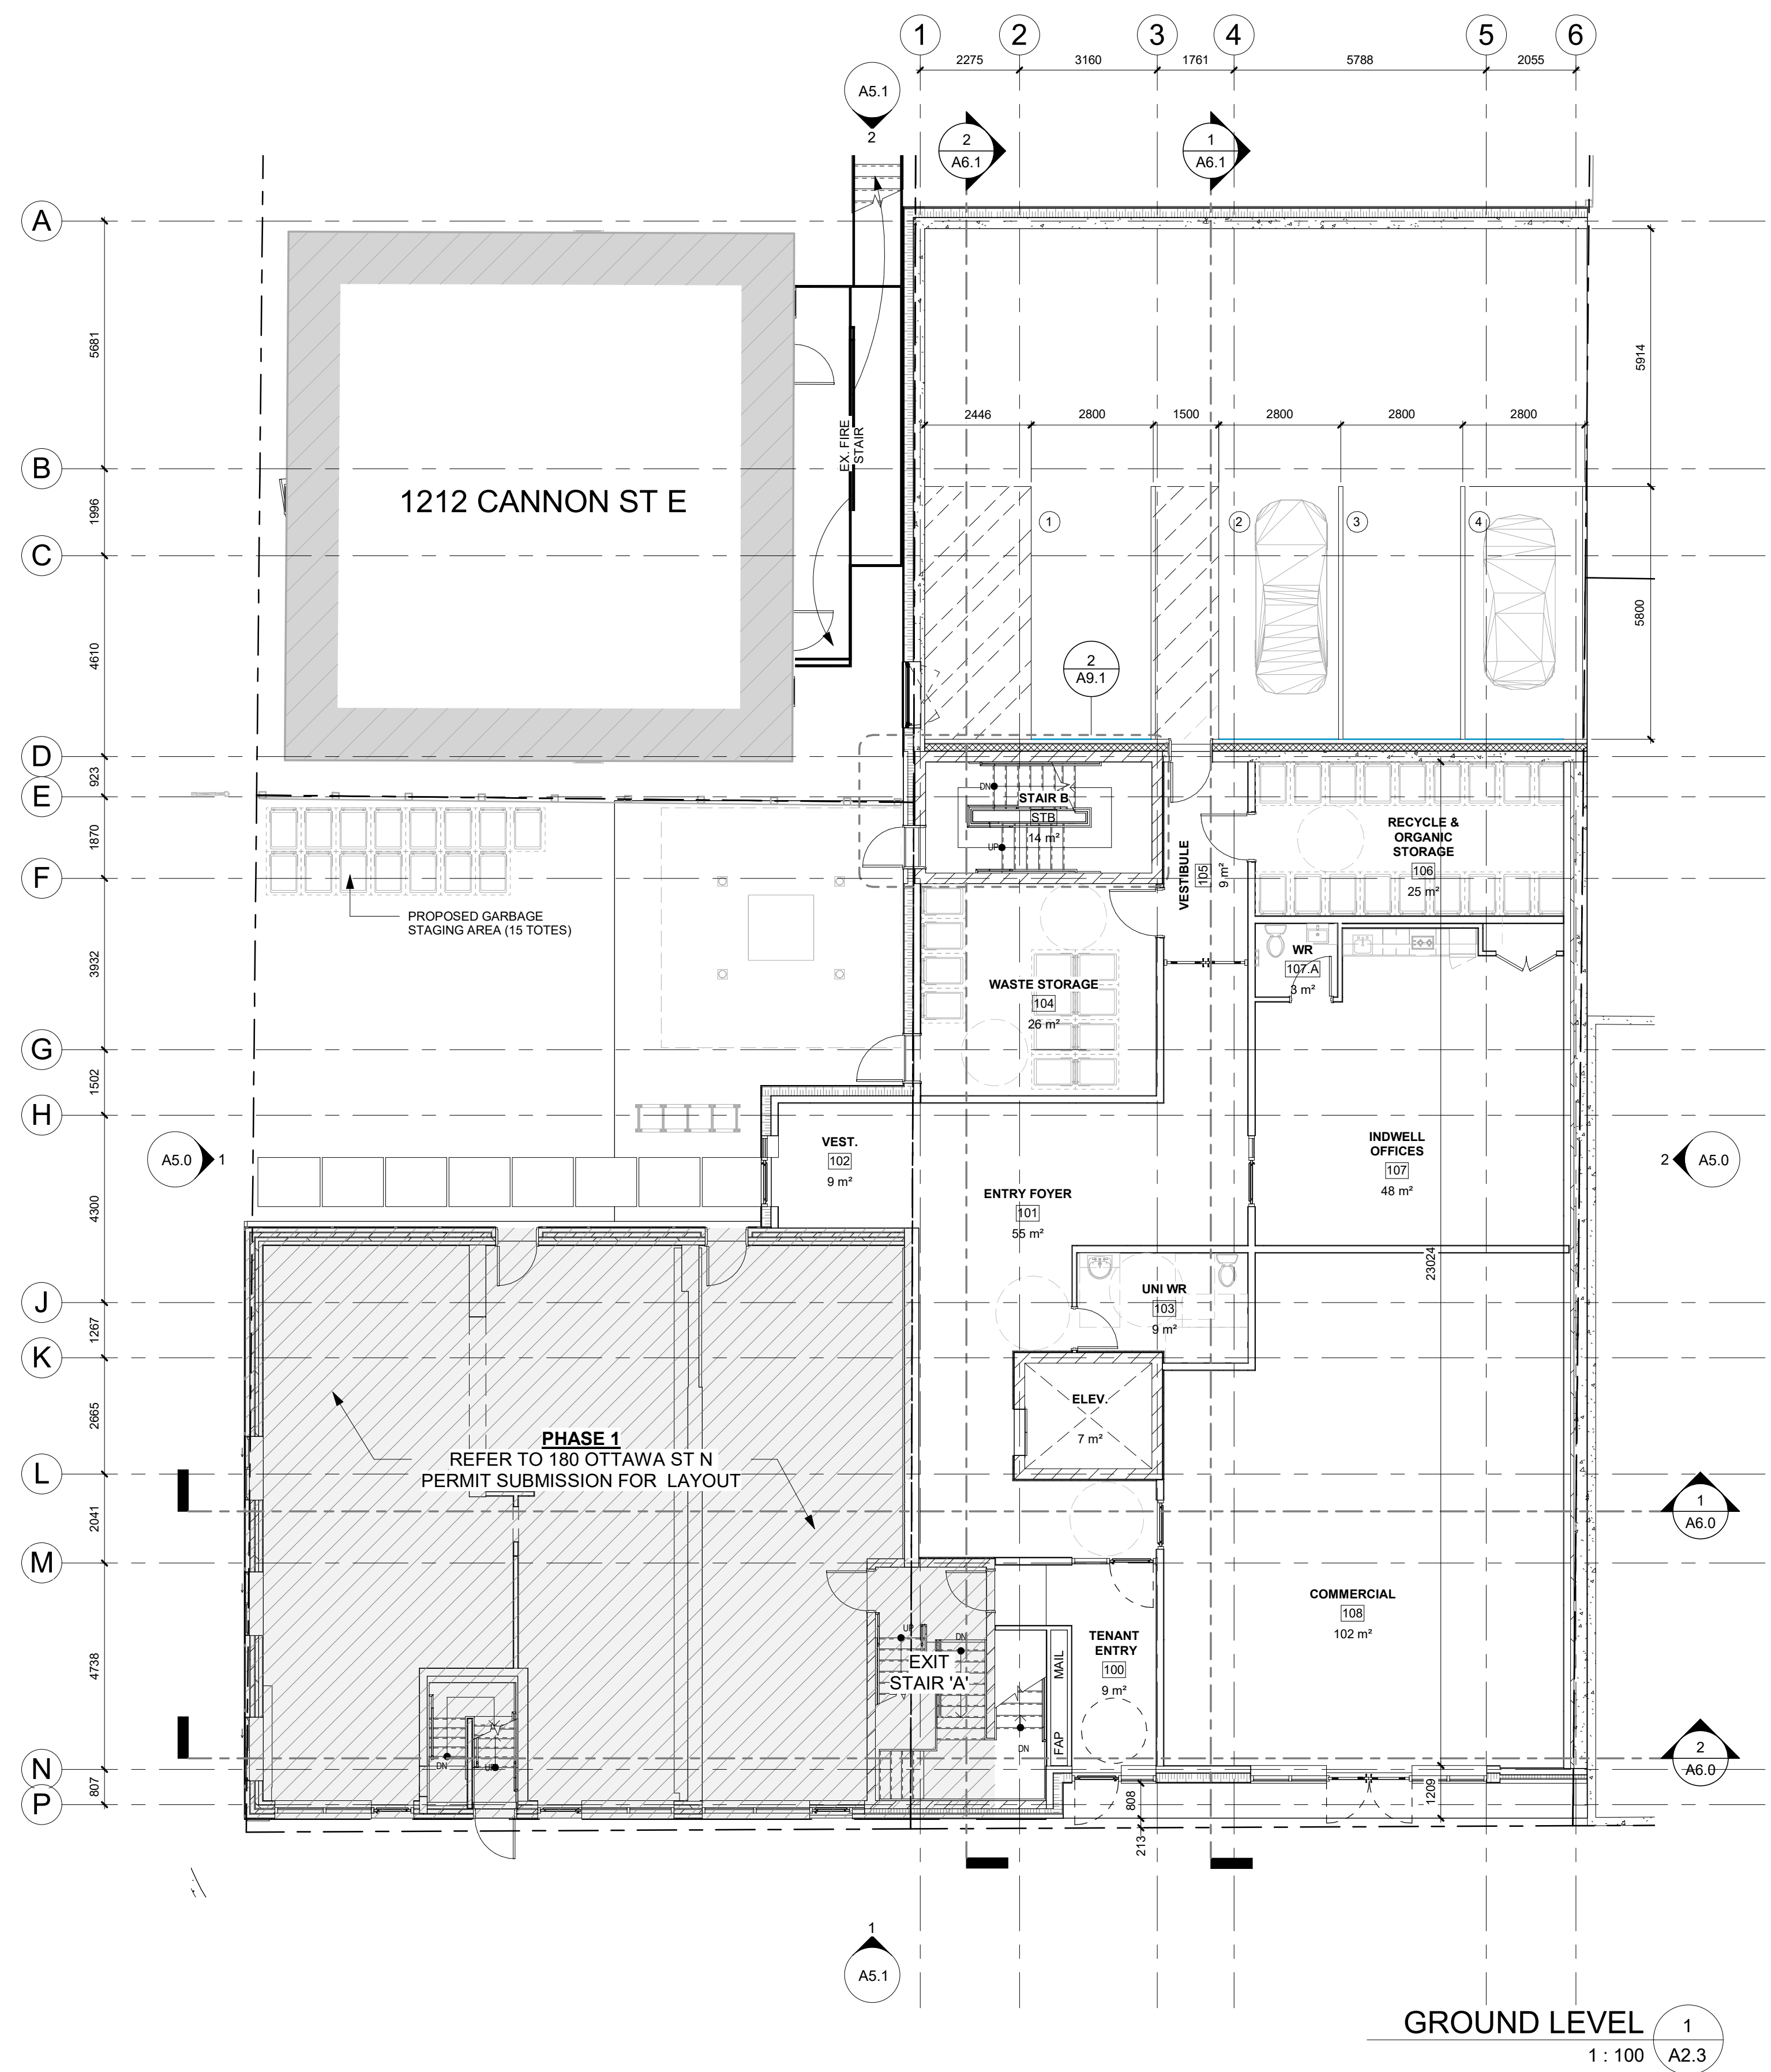 1 2 3 4 5 6
2275 3160 1761 5788 2055
A5.1
2
2
A6.1
1
A6.1
A
5681
5914
2446 2800 1500 2800 2800 2800
EX. FIRE
STAIR
B
1212 CANNON ST E
1996
1 2 3 4
C
4610
5800
2
A9.1
D
923
E
DN
STAIR B
STB
14 m²
UP
1870
RECYCLE &
ORGANIC
STORAGE
106
25 m²
VESTIBULE
105
9 m²
F
PROPOSED GARBAGE
STAGING AREA (15 TOTES)
3932
WR
107.A
3 m²
WASTE STORAGE
104
26 m²
G
1502
H
A5.0
1
VEST.
102
9 m²
INDWELL
OFFICES
107
48 m²
2
A5.0
4300
ENTRY FOYER
101
55 m²
23024
J
UNI WR
103
9 m²
1267
K
2665
ELEV.
7 m²
PHASE 1
REFER TO 180 OTTAWA ST N
PERMIT SUBMISSION FOR LAYOUT
L
2041
1
A6.0
M
4738
COMMERCIAL
108
102 m²
TENANT
ENTRY
100
9 m²
MAIL
FAP
UP
DN
EXIT
STAIR 'A'
DN
DN
UP
N
2
A6.0
807
P
808
1209
213
1
A5.1
GROUND LEVEL
1 : 100
1
A2.3